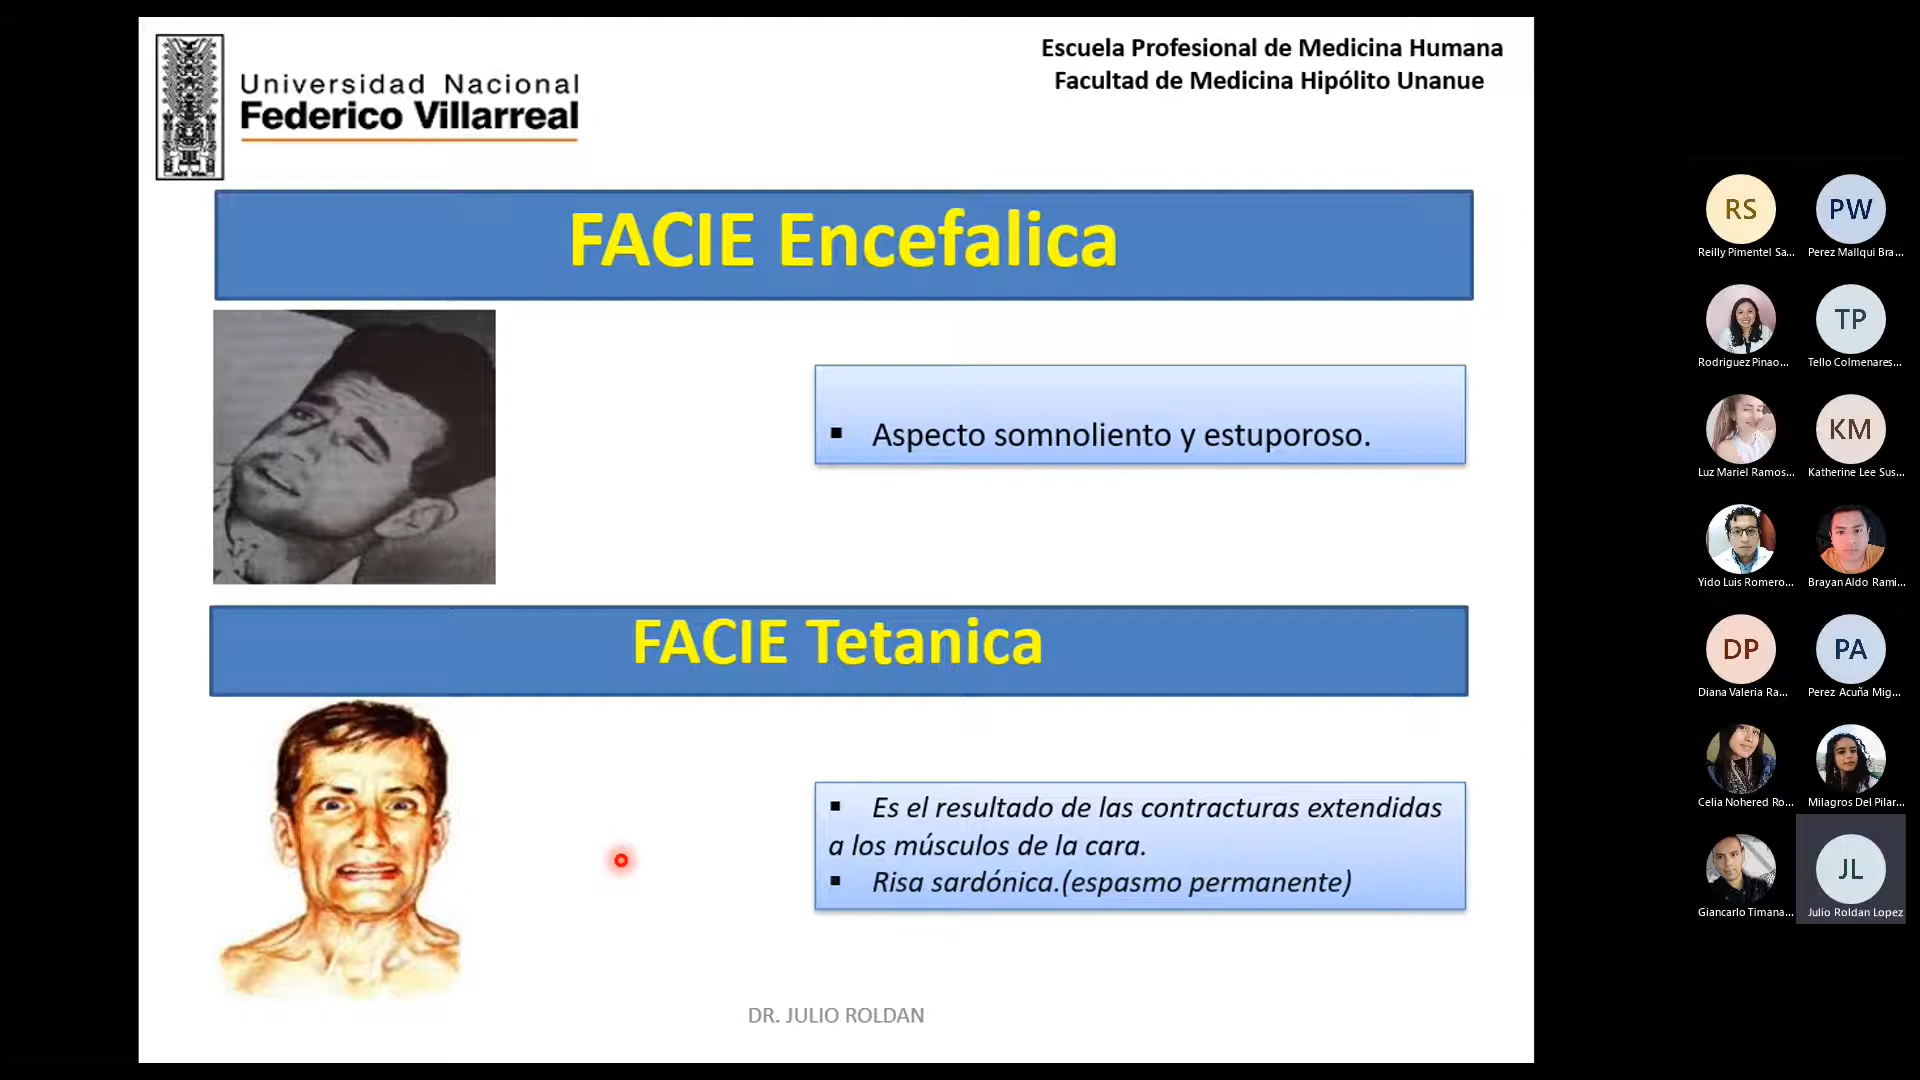 Universidad Nacional
Federico Villarreal
Escuela Profesional de Medicina Humana
Facultad de Medicina Hipólito Unanue
FACIE Encefalica
▪ Aspecto somnoliento y estuporoso.
FACIE Tetanica
▪ Es el resultado de las contracturas extendidas
a los músculos de la cara.
▪ Risa sardónica.(espasmo permanente)
DR. JULIO ROLDAN
RS
Reilly Pimentel Sa...
PW
Perez Mallqui Bra...
Rodriguez Pinao...
TP
Tello Colmenares...
Luz Mariel Ramos...
KM
Katherine Lee Sus...
Yido Luis Romero...
Brayan Aldo Rami...
DP
Diana Valeria Ra...
PA
Perez Acuña Mig...
Celia Nohered Ro...
Milagros Del Pilar...
Giancarlo Timana...
JL
Julio Roldan Lopez